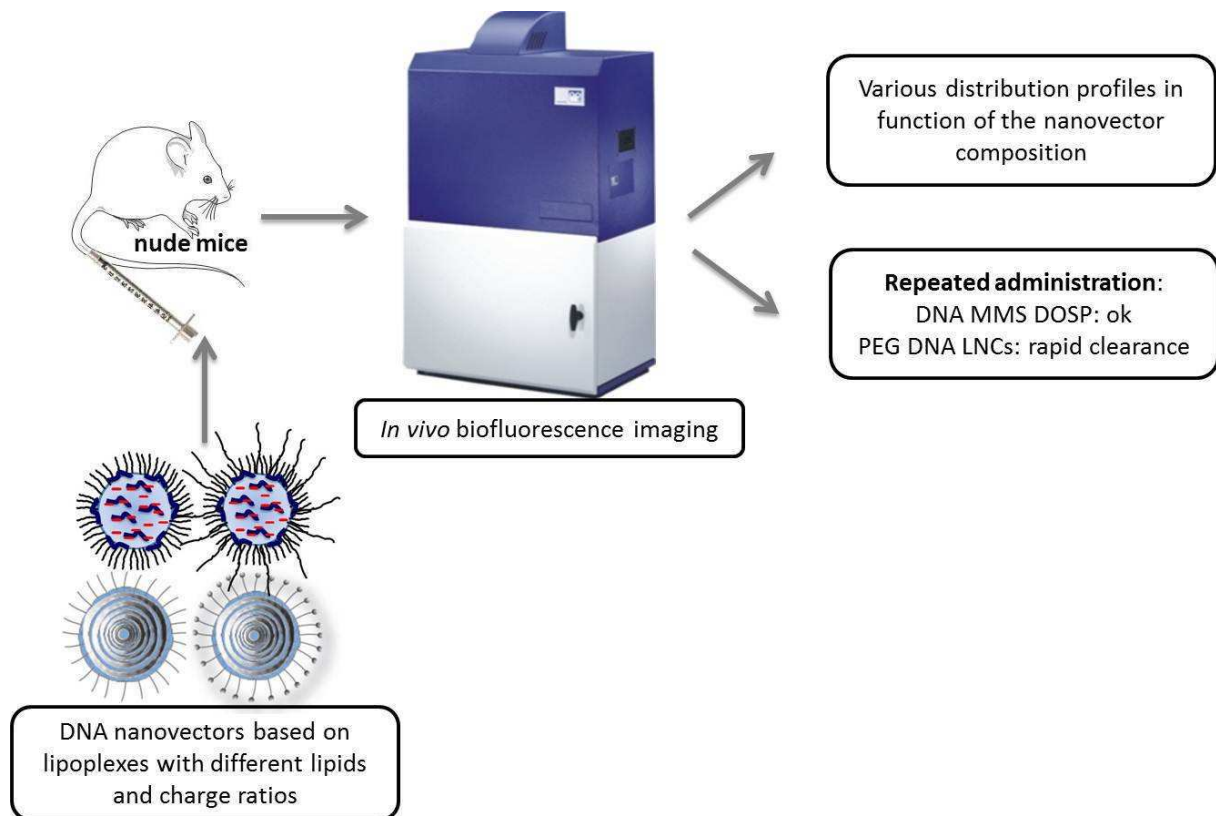 nude mice
In vivo biofluorescence imaging
Various distribution profiles in
function of the nanovector
composition
Repeated administration:
DNA MMS DOSP: ok
PEG DNA LNCs: rapid clearance
DNA nanovectors based on
lipoplexes with different lipids
and charge ratios